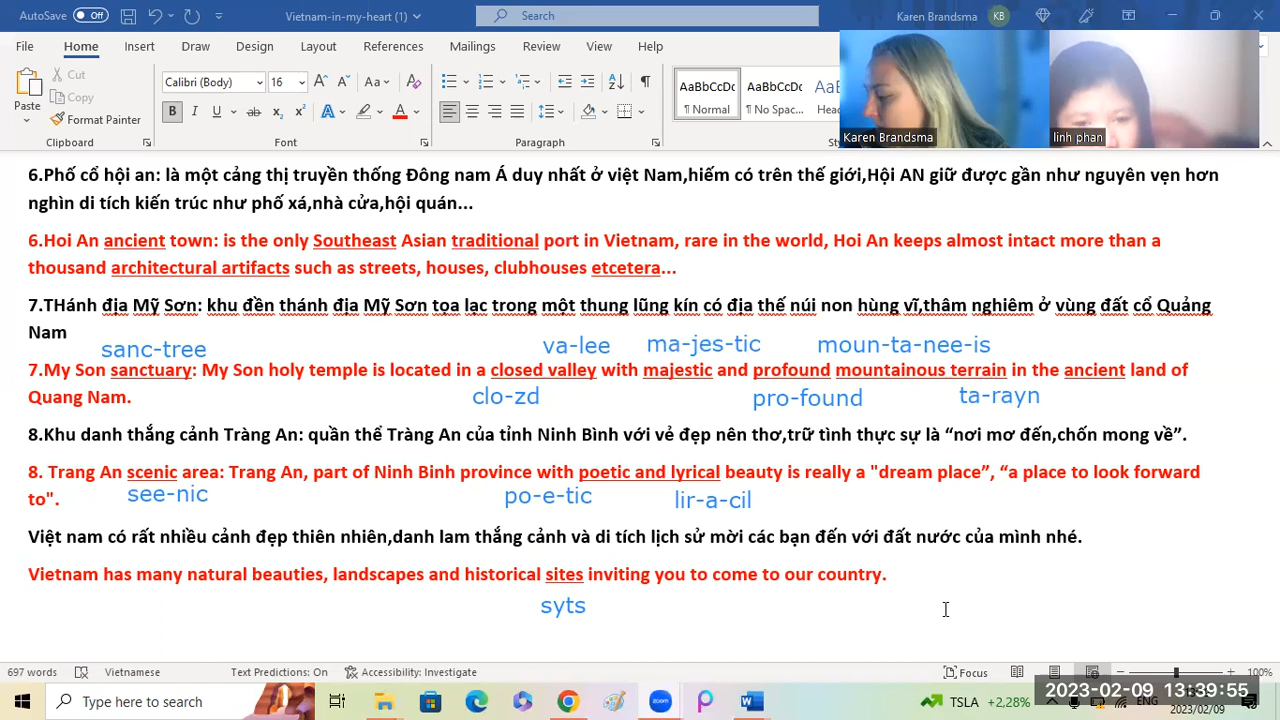 AutoSave Off Vietnam-in-my-heart (1) Search Karen Brandsma KB
File Home Insert Draw Design Layout References Mailings Review View Help
Cut
Copy
Paste
Format Painter
Calibri (Body) 16
AaBbCcDc AaBbCcDc AaBbC
Normal No Spac... Head
Clipboard Font Paragraph
Karen Brandsma linh phan
6.Phố cổ hội an: là một cảng thị truyền thống Đông nam Á duy nhất ở việt Nam,hiếm có trên thế giới,Hội AN giữ được gần như nguyên vẹn hơn
nghìn di tích kiến trúc như phố xá,nhà cửa,hội quán...
6.Hoi An ancient town: is the only Southeast Asian traditional port in Vietnam, rare in the world, Hoi An keeps almost intact more than a
thousand architectural artifacts such as streets, houses, clubhouses etcetera...
7.THánh địa Mỹ Sơn: khu đền thánh địa Mỹ Sơn tọa lạc trong một thung lũng kín có địa thế núi non hùng vĩ,thâm nghiêm ở vùng đất cổ Quảng
Nam
sanc-tree va-lee ma-jes-tic moun-ta-nee-is
7.My Son sanctuary: My Son holy temple is located in a closed valley with majestic and profound mountainous terrain in the ancient land of
Quang Nam.
clo-zd pro-found ta-rayn
8.Khu danh thắng cảnh Tràng An: quần thể Tràng An của tỉnh Ninh Bình với vẻ đẹp nên thơ,trữ tình thực sự là “nơi mơ đến,chốn mong về”.
8. Trang An scenic area: Trang An, part of Ninh Binh province with poetic and lyrical beauty is really a "dream place”, “a place to look forward
to".
see-nic po-e-tic lir-a-cil
Việt nam có rất nhiều cảnh đẹp thiên nhiên,danh lam thắng cảnh và di tích lịch sử mời các bạn đến với đất nước của mình nhé.
Vietnam has many natural beauties, landscapes and historical sites inviting you to come to our country.
syts
697 words Vietnamese Text Predictions: On Accessibility: Investigate Focus 100%
Type here to search TSLA +2,28% ENG
2023-02-09 13:39:55
2023/02/09